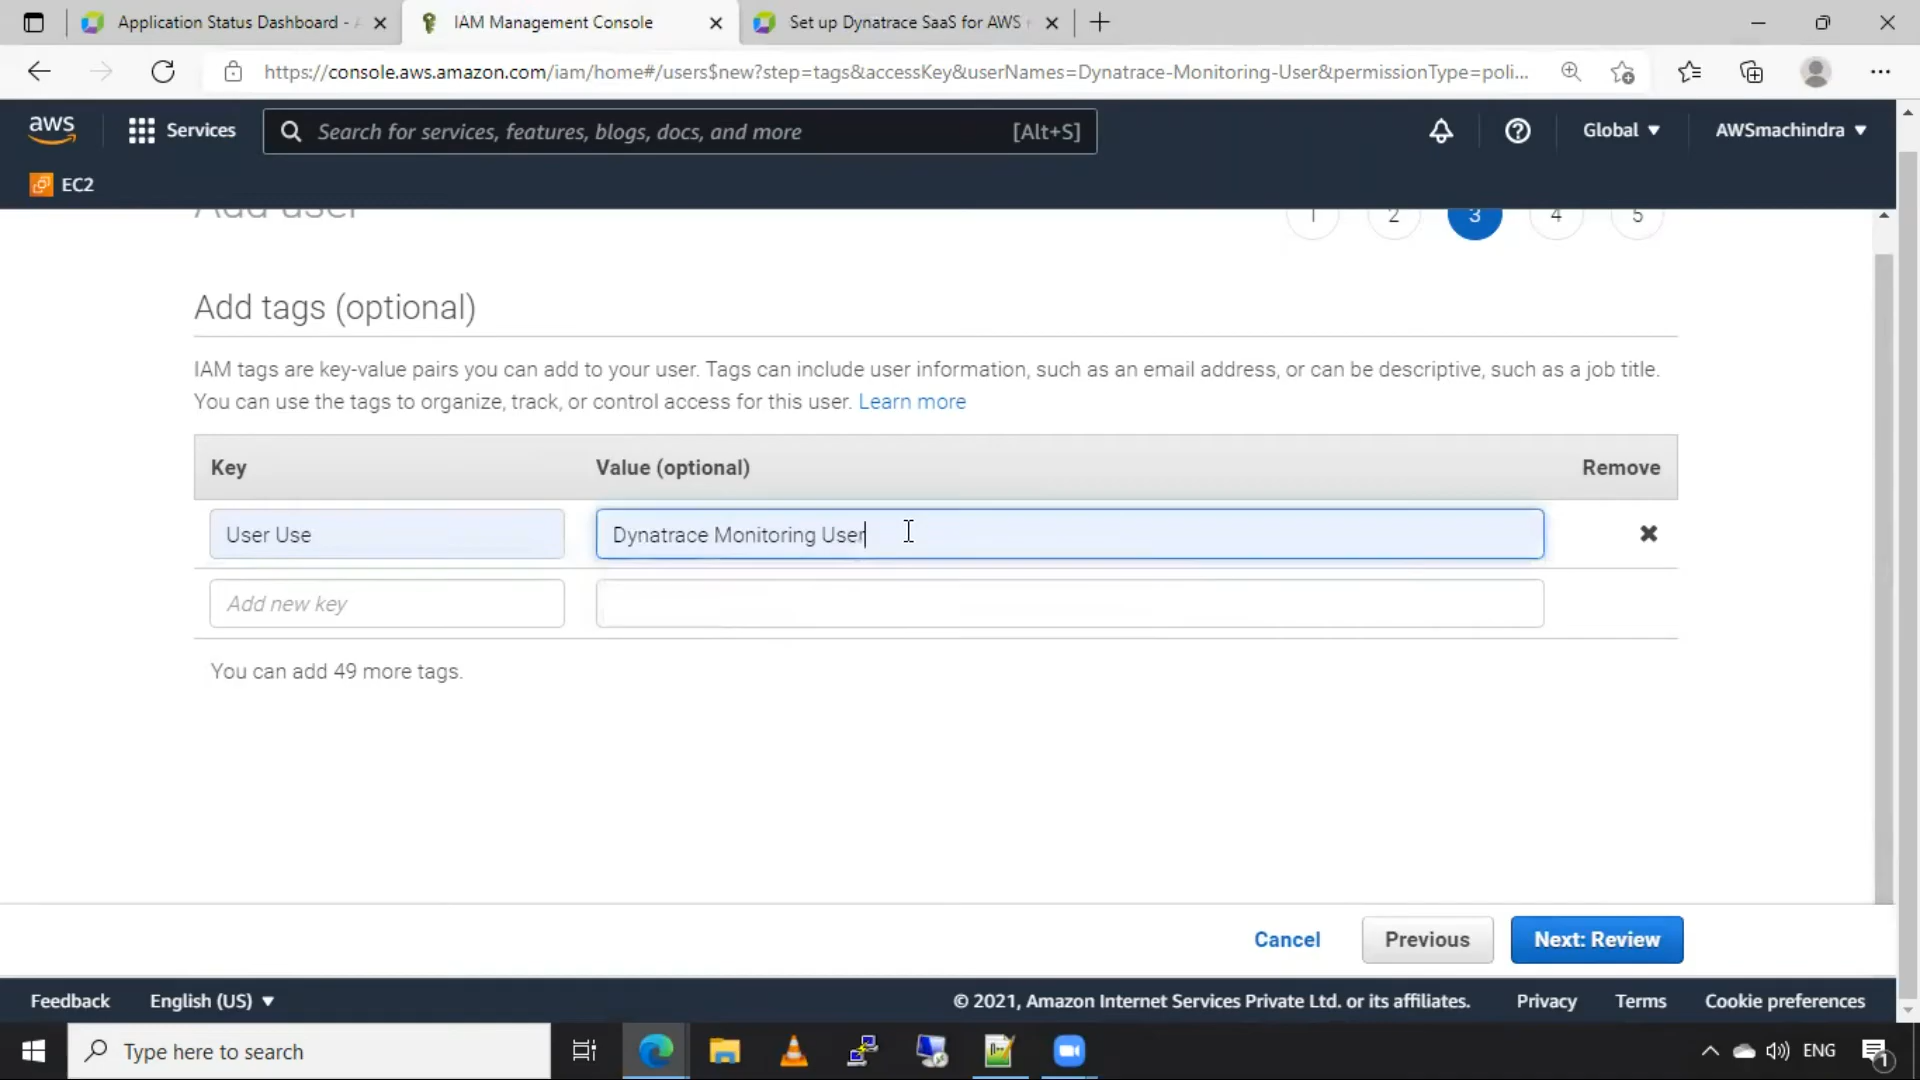 Application Status Dashboard -
IAM Management Console
Set up Dynatrace SaaS for AWS
https://console.aws.amazon.com/iam/home#/users$new?step=tags&accessKey&userNames=Dynatrace-Monitoring-User&permissionType=poli...
aws
Services
Search for services, features, blogs, docs, and more
[Alt+S]
Global
AWSmachindra
EC2
Add user
1
2
3
4
5
Add tags (optional)
IAM tags are key-value pairs you can add to your user. Tags can include user information, such as an email address, or can be descriptive, such as a job title.
You can use the tags to organize, track, or control access for this user. Learn more
Key
Value (optional)
Remove
User Use
Dynatrace Monitoring User
Add new key
You can add 49 more tags.
Cancel
Previous
Next: Review
Feedback
English (US)
© 2021, Amazon Internet Services Private Ltd. or its affiliates.
Privacy
Terms
Cookie preferences
Type here to search
ENG
1